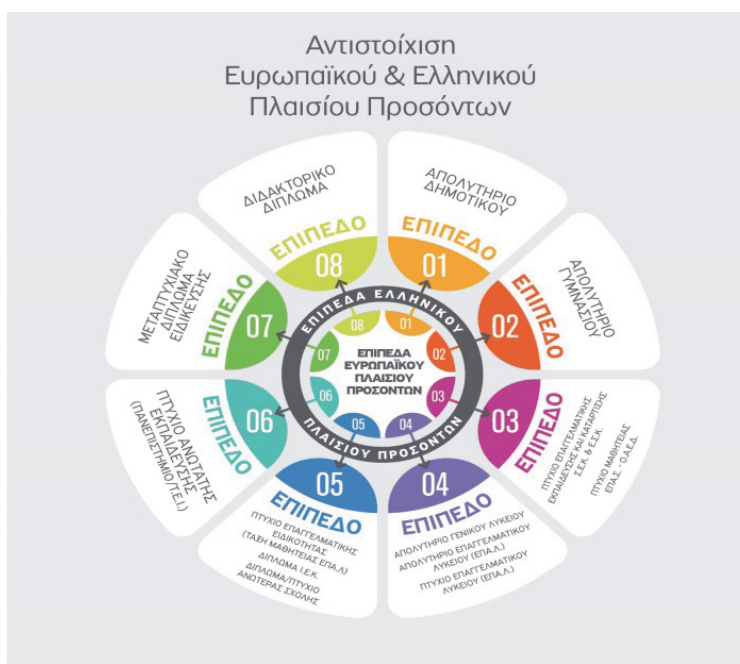 Αντιστοίχιση
Ευρωπαϊκού & Ελληνικού
Πλαισίου Προσόντων
ΑΠΟΛΥΤΗΡΙΟ
ΔΗΜΟΤΙΚΟΥ
ΕΠΙΠΕΔΟ
01
ΑΠΟΛΥΤΗΡΙΟ
ΓΥΜΝΑΣΙΟΥ
ΕΠΙΠΕΔΟ
02
ΕΠΙΠΕΔΟ
03
ΠΤΥΧΙΟ ΕΠΑΓΓΕΛΜΑΤΙΚΗΣ
ΕΚΠΑΙΔΕΥΣΗΣ ΚΑΙ ΚΑΤΑΡΤΙΣΗΣ
Σ.Ε.Κ. & Ε.Σ.Κ.
ΠΤΥΧΙΟ ΜΑΘΗΤΕΙΑΣ
ΕΠΑ.Σ. - Ο.Α.Ε.Δ.
04
ΕΠΙΠΕΔΟ
ΑΠΟΛΥΤΗΡΙΟ ΓΕΝΙΚΟΥ ΛΥΚΕΙΟΥ
ΑΠΟΛΥΤΗΡΙΟ ΕΠΑΓΓΕΛΜΑΤΙΚΟΥ
ΛΥΚΕΙΟΥ (ΕΠΑ.Λ.)
ΠΤΥΧΙΟ ΕΠΑΓΓΕΛΜΑΤΙΚΟΥ
ΛΥΚΕΙΟΥ (ΕΠΑ.Λ.)
05
ΕΠΙΠΕΔΟ
ΠΤΥΧΙΟ ΕΠΑΓΓΕΛΜΑΤΙΚΗΣ
ΕΙΔΙΚΟΤΗΤΑΣ
(ΤΑΞΗ ΜΑΘΗΤΕΙΑΣ ΕΠΑ.Λ)
ΔΙΠΛΩΜΑ Ι.Ε.Κ.
ΔΙΠΛΩΜΑ/ΠΤΥΧΙΟ
ΑΝΩΤΕΡΑΣ ΣΧΟΛΗΣ
06
ΕΠΙΠΕΔΟ
ΠΤΥΧΙΟ ΑΝΩΤΑΤΗΣ
ΕΚΠΑΙΔΕΥΣΗΣ
(ΠΑΝΕΠΙΣΤΗΜΙΟ/Τ.Ε.Ι.)
07
ΕΠΙΠΕΔΟ
ΜΕΤΑΠΤΥΧΙΑΚΟ
ΔΙΠΛΩΜΑ
ΕΙΔΙΚΕΥΣΗΣ
ΔΙΔΑΚΤΟΡΙΚΟ
ΔΙΠΛΩΜΑ
ΕΠΙΠΕΔΟ
08
ΕΠΙΠΕΔΑ ΕΛΛΗΝΙΚΟΥ
ΠΛΑΙΣΙΟΥ ΠΡΟΣΟΝΤΩΝ
01
02
03
04
05
06
07
08
ΕΠΙΠΕΔΑ
ΕΥΡΩΠΑΪΚΟΥ
ΠΛΑΙΣΙΟΥ
ΠΡΟΣΟΝΤΩΝ